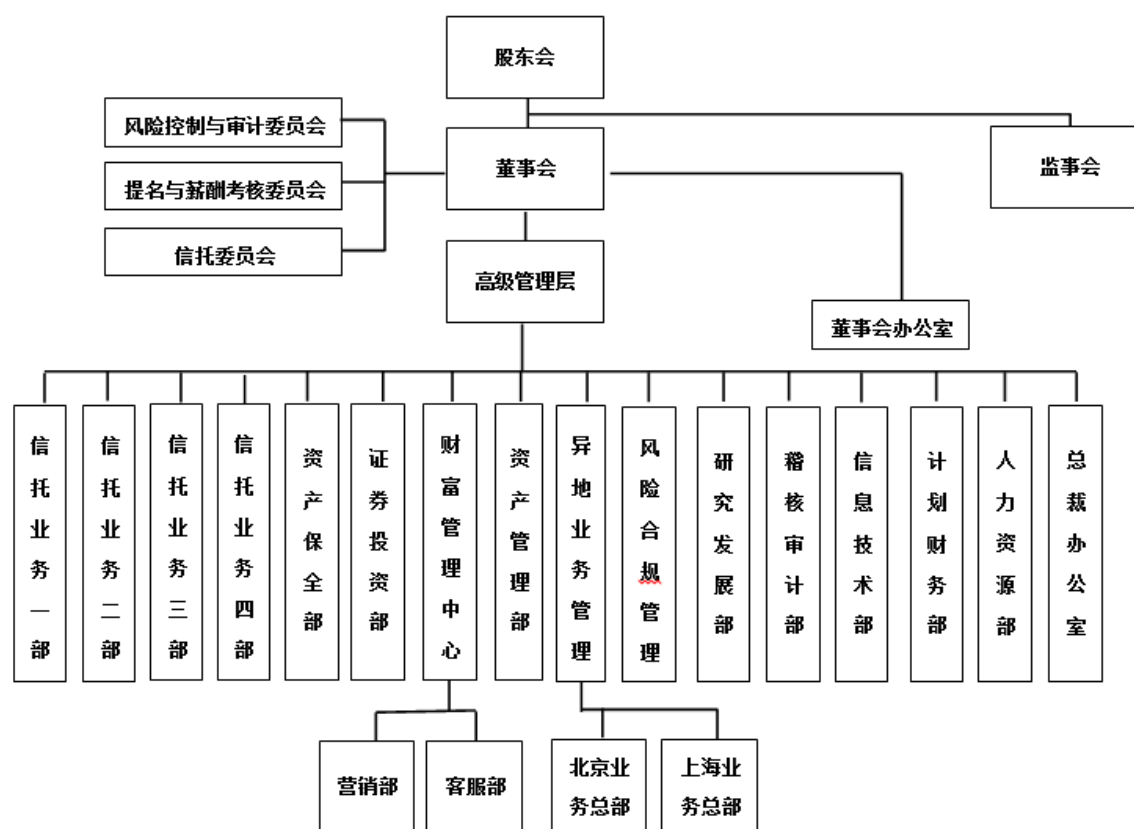 股东会
风险控制与审计委员会
董事会
监事会
提名与薪酬考核委员会
信托委员会
高级管理层
董事会办公室
信托业务一部
信托业务二部
信托业务三部
信托业务四部
资产保全部
证券投资部
财富管理中心
资产管理部
异地业务管理
风险合规管理
研究发展部
稽核审计部
信息技术部
计划财务部
人力资源部
总裁办公室
营销部
客服部
北京业
务总部
上海业
务总部